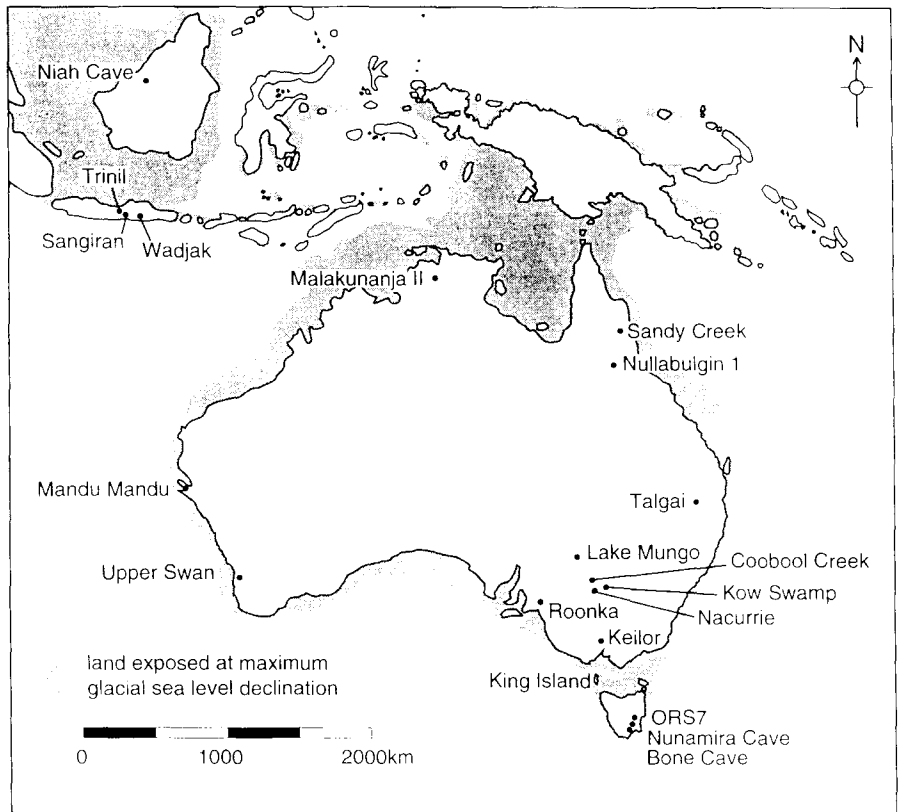 N
Niah Cave
Trinil
Sangiran
Wadjak
Malakunanja II
Sandy Creek
Nullabulgin 1
Mandu Mandu
Talgai
Lake Mungo
Coobool Creek
Upper Swan
Kow Swamp
Roonka
Nacurrie
Keilor
land exposed at maximum
glacial sea level declination
King Island
ORS7
Nunamira Cave
Bone Cave
0 1000 2000km